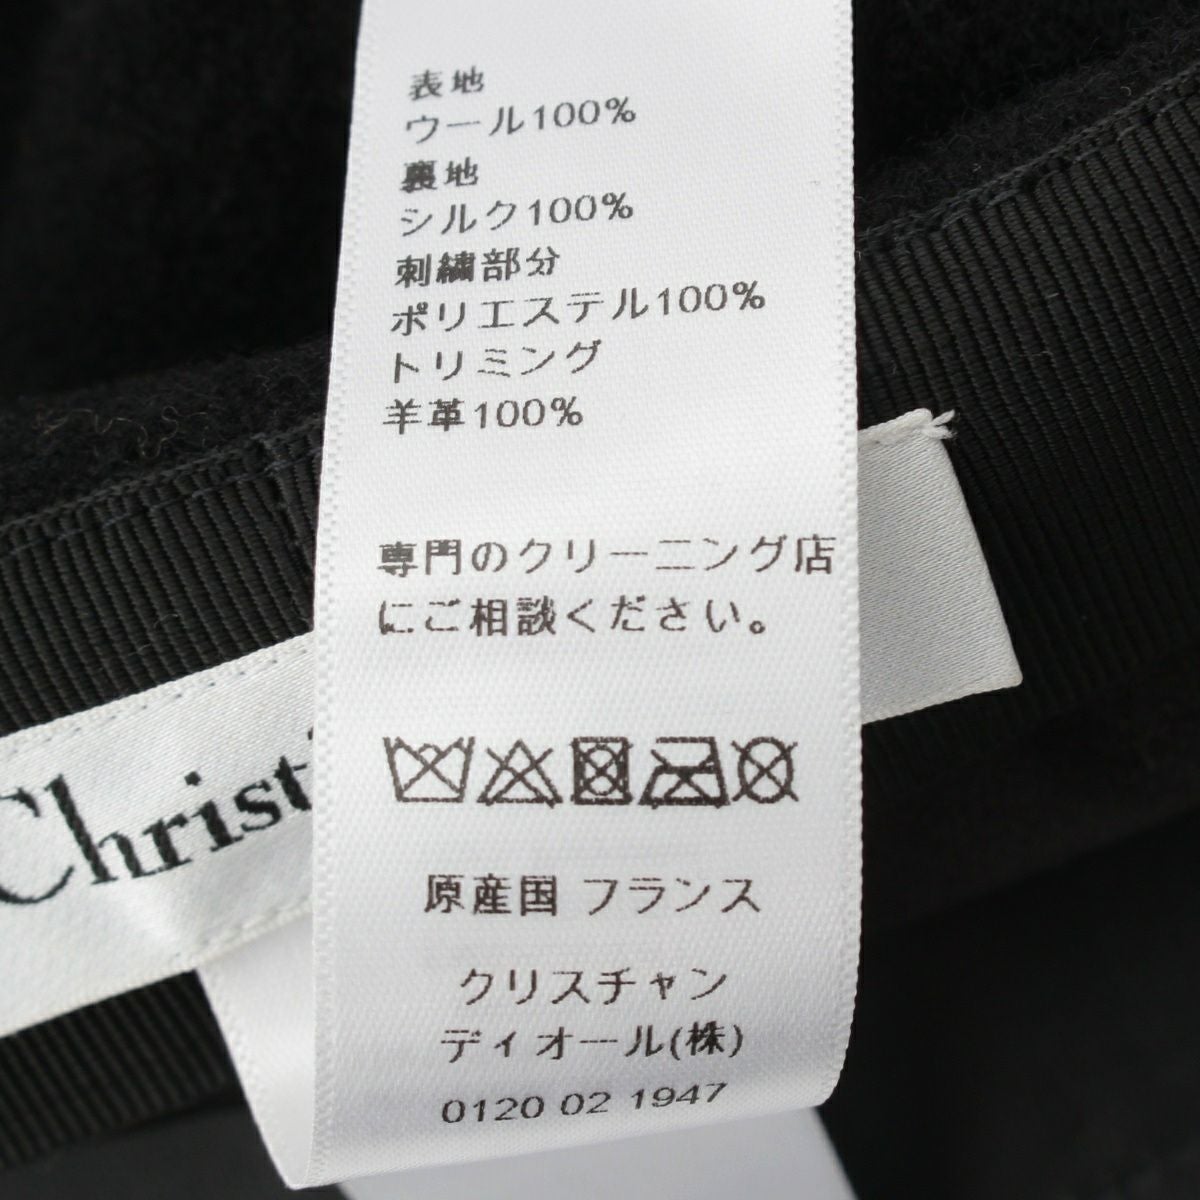 表地
ウール100%
裏地
シルク100%
刺繍部分
ポリエステル100%
トリミング
羊革100%
専門のクリーニング店
にご相談ください。
原産国 フランス
クリスチャン
ディオール(株)
0120 02 1947
Christi